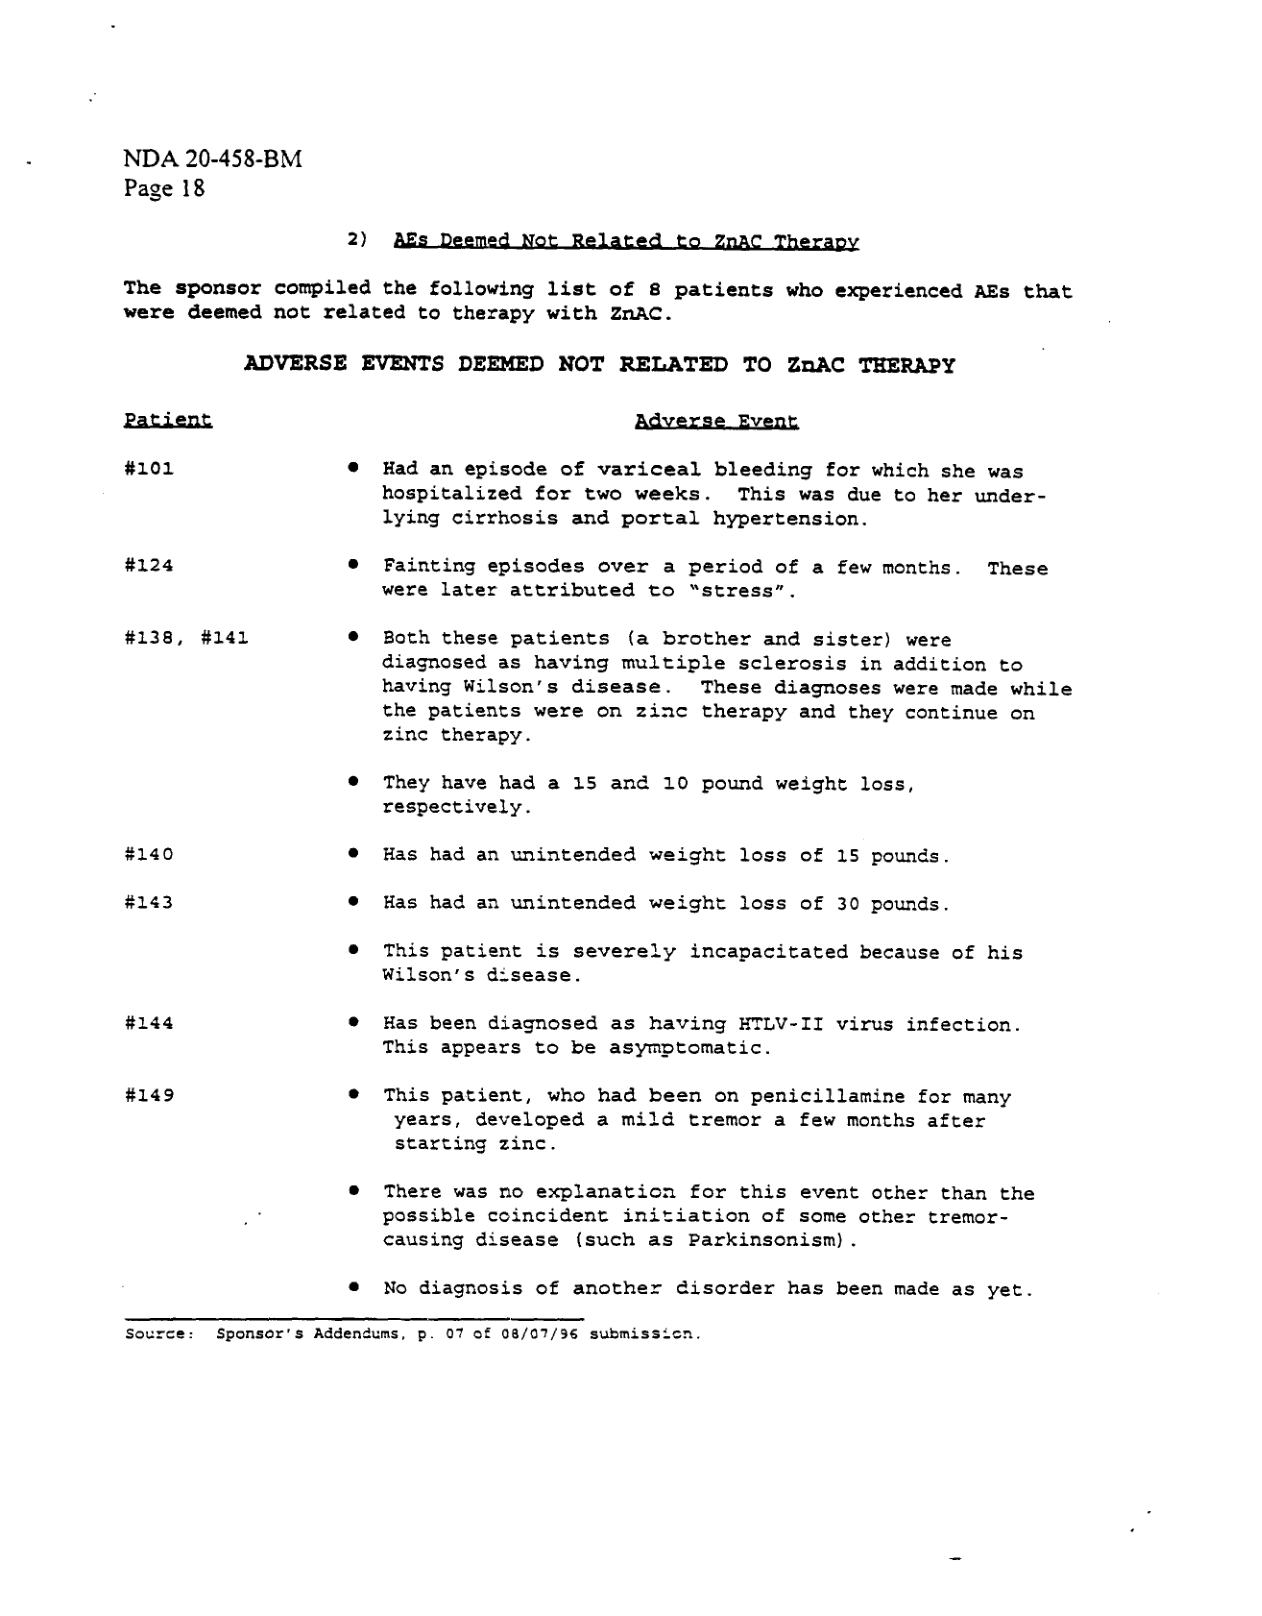 NDA 20-458-BM
Page 18
2) AEs Deemed Not Related to ZnAC Therapy
The sponsor compiled the following list of 8 patients who experienced AEs that
were deemed not related to therapy with ZnAC.
ADVERSE EVENTS DEEMED NOT RELATED TO ZnAC THERAPY
Patient Adverse Event
#101 • Had an episode of variceal bleeding for which she was
hospitalized for two weeks. This was due to her under-
lying cirrhosis and portal hypertension.
#124 • Fainting episodes over a period of a few months. These
were later attributed to "stress".
#138, #141 • Both these patients (a brother and sister) were
diagnosed as having multiple sclerosis in addition to
having Wilson's disease. These diagnoses were made while
the patients were on zinc therapy and they continue on
zinc therapy.
• They have had a 15 and 10 pound weight loss,
respectively.
#140 • Has had an unintended weight loss of 15 pounds.
#143 • Has had an unintended weight loss of 30 pounds.
• This patient is severely incapacitated because of his
Wilson's disease.
#144 • Has been diagnosed as having HTLV-II virus infection.
This appears to be asymptomatic.
#149 • This patient, who had been on penicillamine for many
years, developed a mild tremor a few months after
starting zinc.
• There was no explanation for this event other than the
possible coincident initiation of some other tremor-
causing disease (such as Parkinsonism).
• No diagnosis of another disorder has been made as yet.
Source: Sponsor's Addendums, p. 07 of 08/07/96 submission.